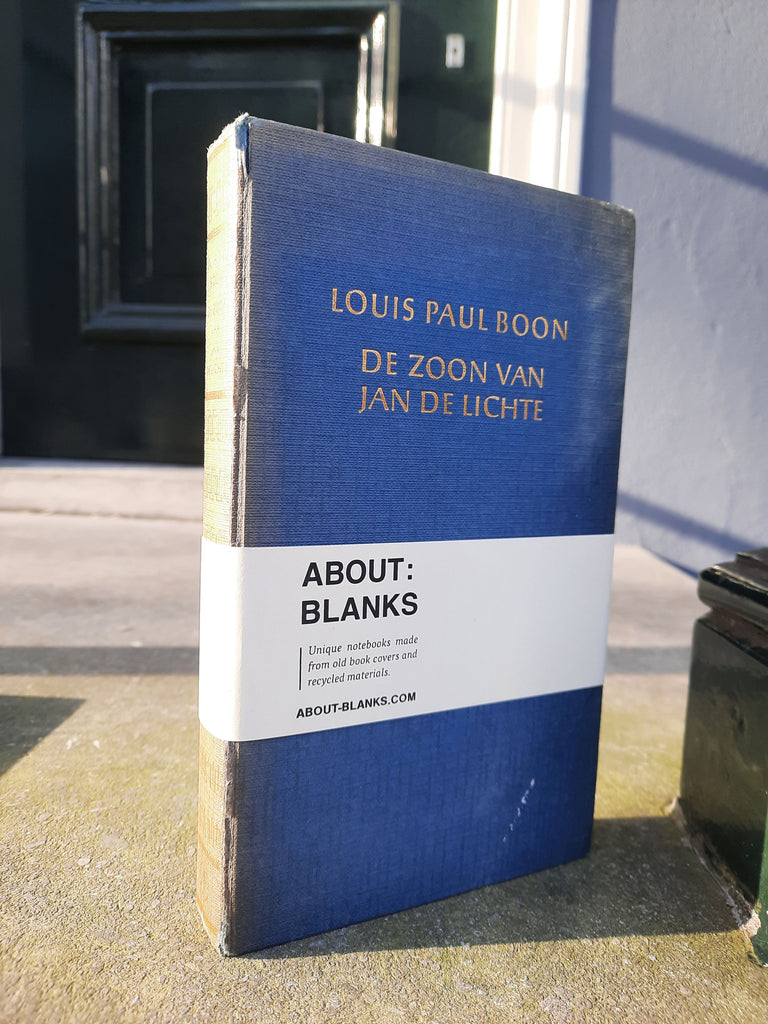 LOUIS PAUL BOON
DE ZOON VAN
JAN DE LICHTE
ABOUT:
BLANKS
Unique notebooks made
from old book covers and
recycled materials.
ABOUT-BLANKS.COM